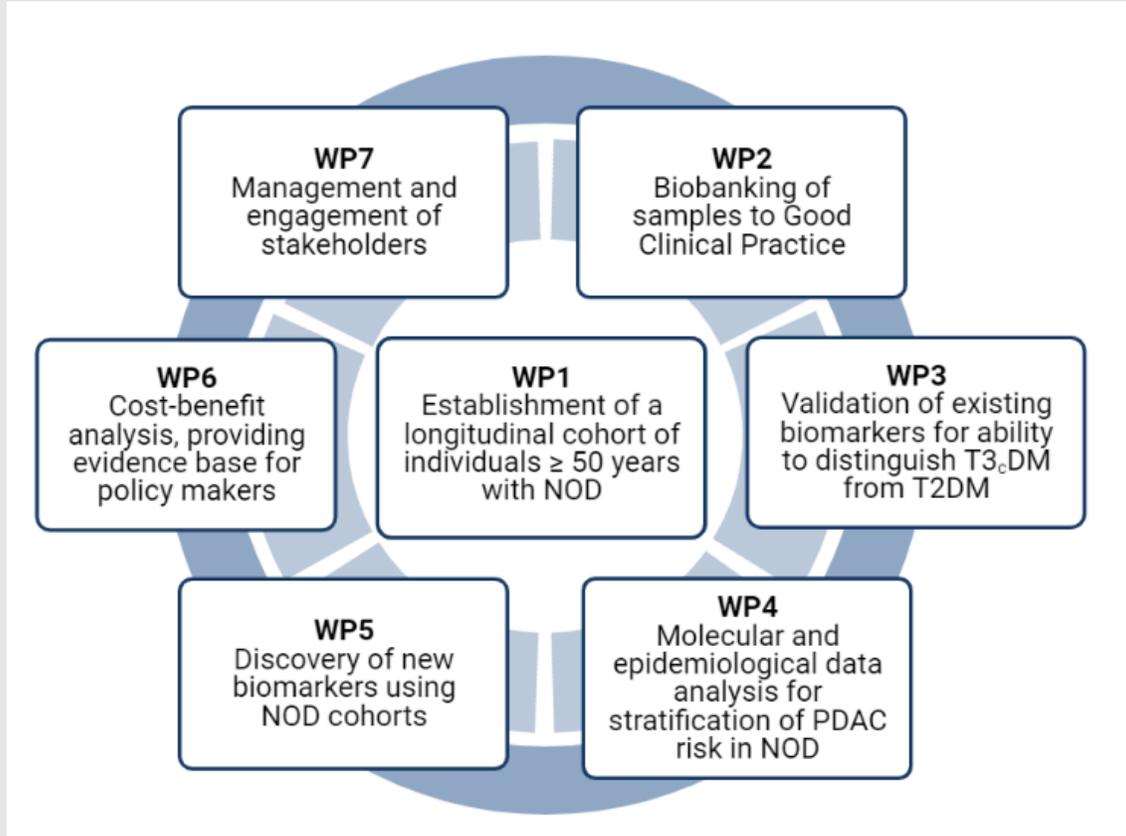 WP7
Management and
engagement of
stakeholders
WP2
Biobanking of
samples to Good
Clinical Practice
WP6
Cost-benefit
analysis, providing
evidence base for
policy makers
WP1
Establishment of a
longitudinal cohort of
individuals ≥ 50 years
with NOD
WP3
Validation of existing
biomarkers for ability
to distinguish T3cDM
from T2DM
WP5
Discovery of new
biomarkers using
NOD cohorts
WP4
Molecular and
epidemiological data
analysis for
stratification of PDAC
risk in NOD